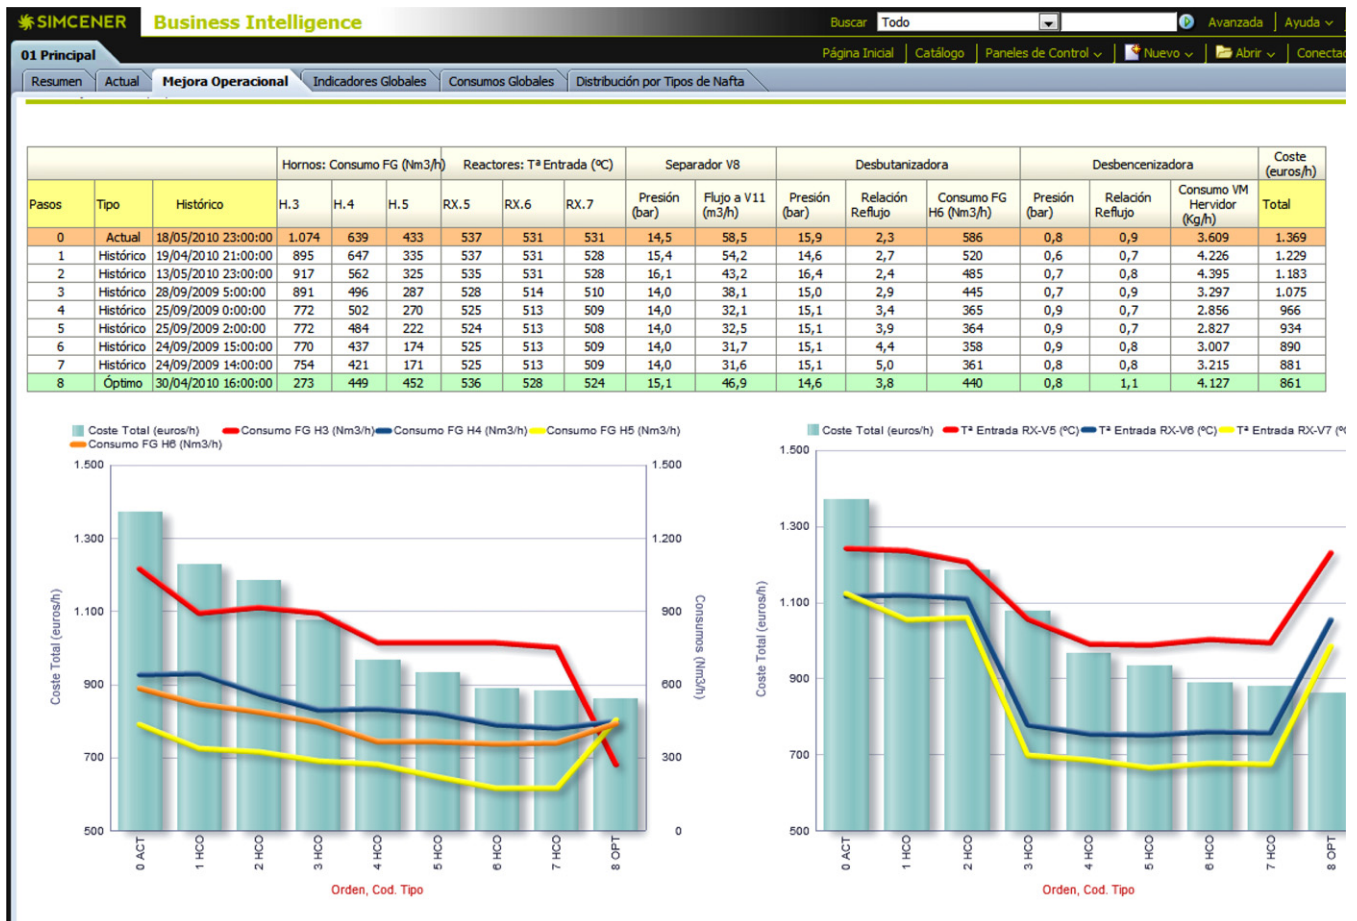 SIMCENER Business Intelligence Buscar Todo Avanzada Ayuda
01 Principal Página Inicial Catálogo Paneles de Control Nuevo Abrir
Resumen Actual Mejora Operacional Indicadores Globales Consumos Globales Distribución por Tipos de Nafta
Hornos: Consumo FG (Nm3/h) Reactores: Tª Entrada (ºC) Separador V8 Desbutanizadora Desbencenizadora Coste (euros/h)
Pasos Tipo Histórico H.3 H.4 H.5 RX.5 RX.6 RX.7 Presión (bar) Flujo a V11 (m3/h) Presión (bar) Relación Reflujo Consumo FG H6 (Nm3/h) Presión (bar) Relación Reflujo Consumo VM Hervidor (Kg/h) Total
0 Actual 18/05/2010 23:00:00 1.074 639 433 537 531 531 14,5 58,5 15,9 2,3 586 0,8 0,9 3.609 1.369
1 Histórico 19/04/2010 21:00:00 895 647 335 537 531 528 15,4 54,2 14,6 2,7 520 0,6 0,7 4.226 1.229
2 Histórico 13/05/2010 23:00:00 917 562 325 535 531 528 16,1 43,2 16,4 2,4 485 0,7 0,8 4.395 1.183
3 Histórico 28/09/2009 5:00:00 891 496 287 528 514 510 14,0 38,1 15,0 2,9 445 0,7 0,9 3.297 1.075
4 Histórico 25/09/2009 0:00:00 772 502 270 525 513 509 14,0 32,1 15,1 3,4 365 0,9 0,7 2.856 966
5 Histórico 25/09/2009 2:00:00 772 484 222 524 513 508 14,0 32,5 15,1 3,9 364 0,9 0,7 2.827 934
6 Histórico 24/09/2009 15:00:00 770 437 174 525 513 509 14,0 31,7 15,1 4,4 358 0,9 0,8 3.007 890
7 Histórico 24/09/2009 14:00:00 754 421 171 525 513 509 14,0 31,6 15,1 5,0 361 0,8 0,8 3.215 881
8 Óptimo 30/04/2010 16:00:00 273 449 452 536 528 524 15,1 46,9 14,6 3,8 440 0,8 1,1 4.127 861
Coste Total (euros/h) Consumo FG H3 (Nm3/h) Consumo FG H4 (Nm3/h) Consumo FG H5 (Nm3/h)
Consumo FG H6 (Nm3/h)
1.500 1.500
1.300 1.200
1.100 900
900 600
700 300
500 0
Coste Total (euros/h)
Consumos (Nm3/h)
0 ACT 1 HCO 2 HCO 3 HCO 4 HCO 5 HCO 6 HCO 7 HCO 8 OPT
Orden, Cod. Tipo
Coste Total (euros/h) Tª Entrada RX-V5 (ºC) Tª Entrada RX-V6 (ºC) Tª Entrada RX-V7
1.500
1.300
1.100
900
700
500
Coste Total (euros/h)
0 ACT 1 HCO 2 HCO 3 HCO 4 HCO 5 HCO 6 HCO 7 HCO 8 OPT
Orden, Cod. Tipo